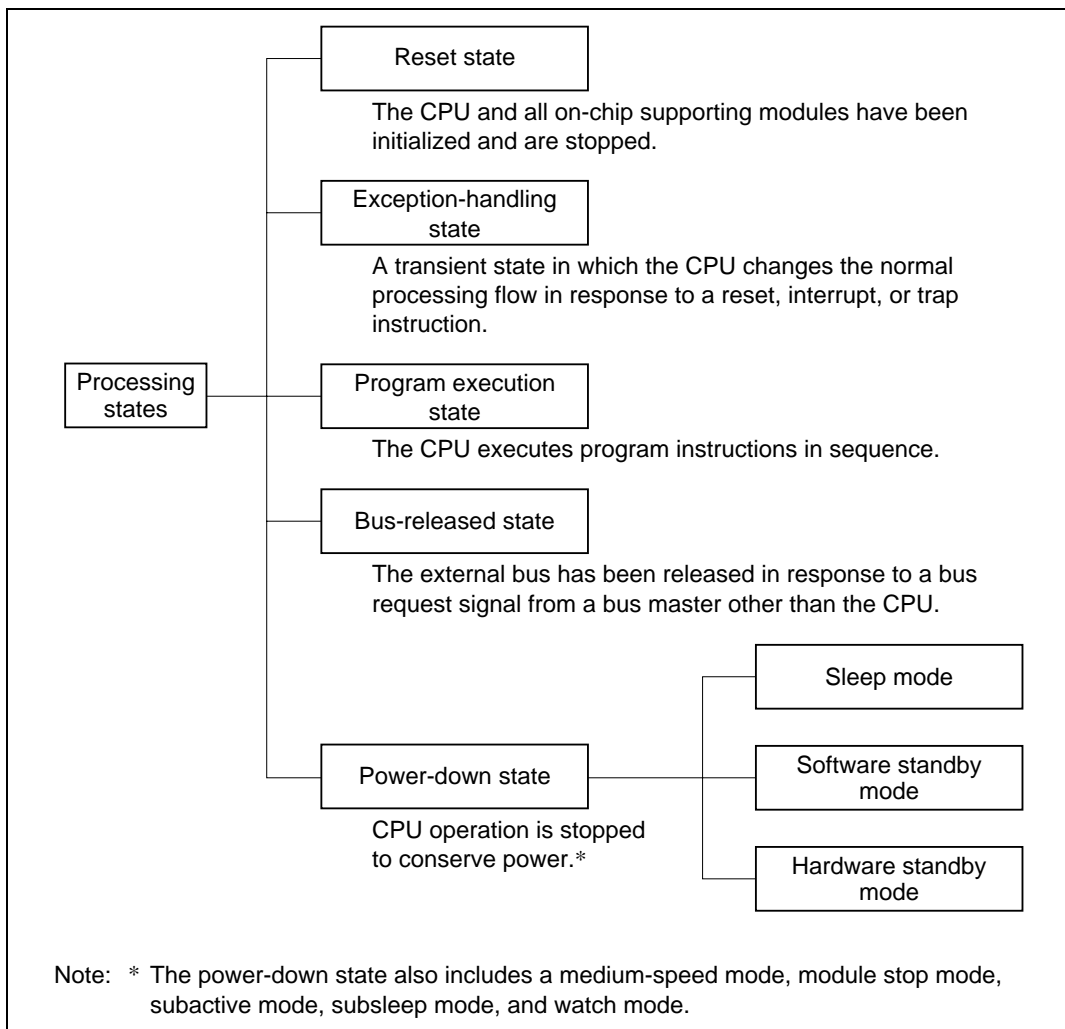 Reset state
The CPU and all on-chip supporting modules have been
initialized and are stopped.
Exception-handling
state
A transient state in which the CPU changes the normal
processing flow in response to a reset, interrupt, or trap
instruction.
Processing
states
Program execution
state
The CPU executes program instructions in sequence.
Bus-released state
The external bus has been released in response to a bus
request signal from a bus master other than the CPU.
Sleep mode
Power-down state
Software standby
mode
CPU operation is stopped
to conserve power.*
Hardware standby
mode
Note: * The power-down state also includes a medium-speed mode, module stop mode,
subactive mode, subsleep mode, and watch mode.